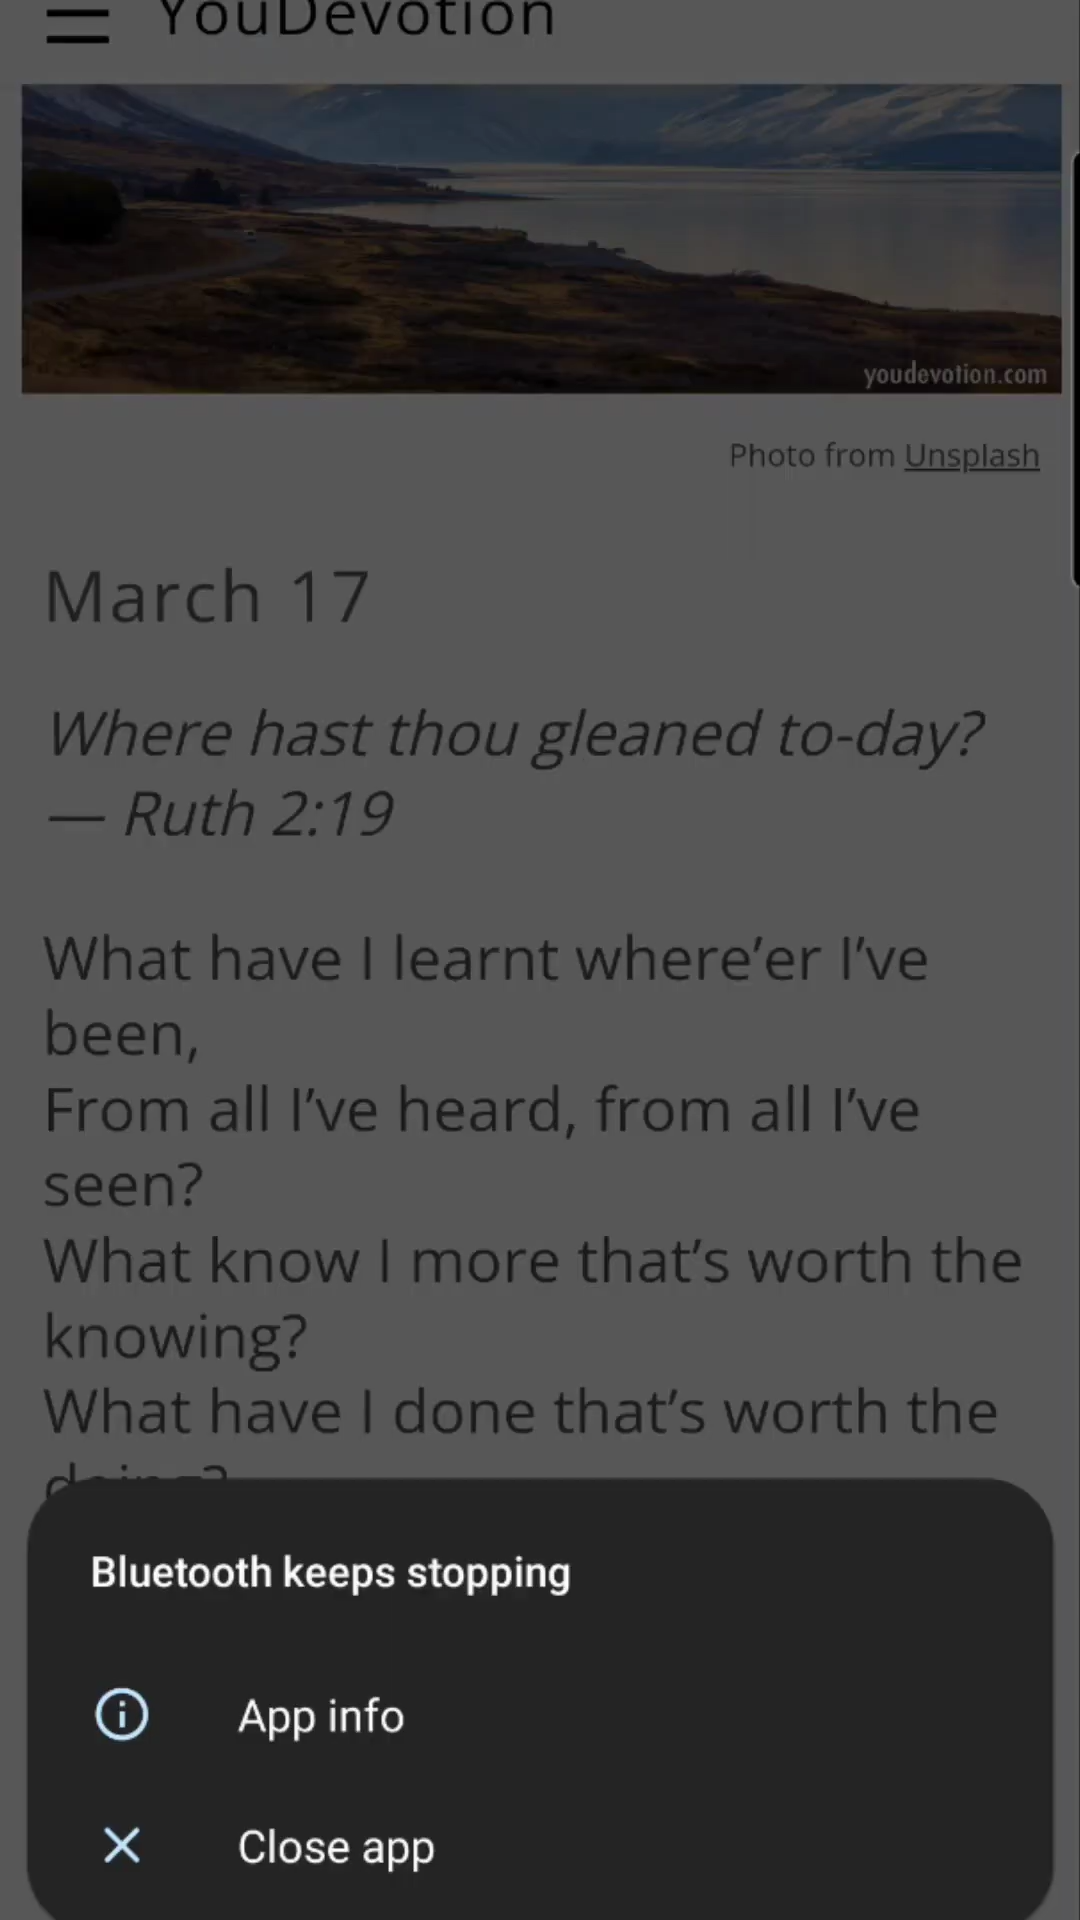 YouDevotion
youdevotion.com
Photo from Unsplash
March 17
Where hast thou gleaned to-day?
— Ruth 2:19
What have I learnt where’er I’ve
been,
From all I’ve heard, from all I’ve
seen?
What know I more that’s worth the
knowing?
What have I done that’s worth the
doing?
Bluetooth keeps stopping
App info
Close app